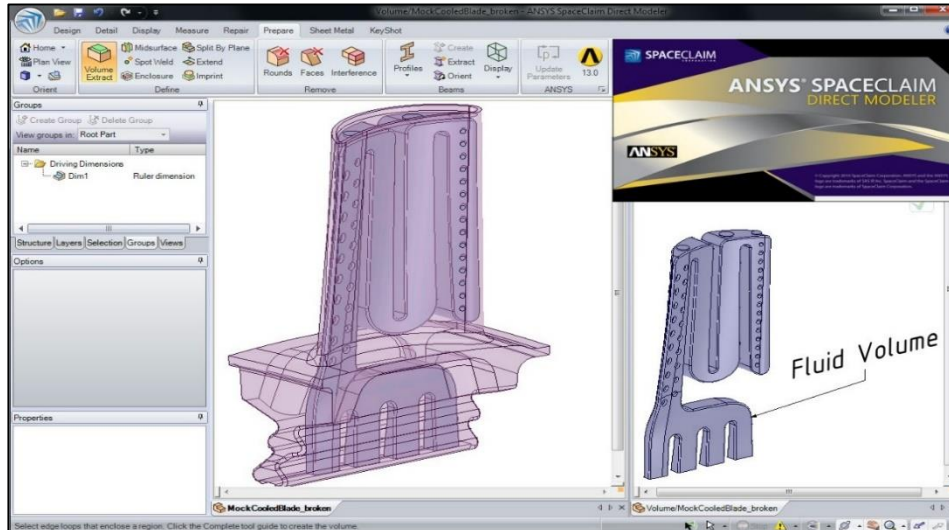 Volume/MockCooledBlade_broken - ANSYS SpaceClaim Direct Modeler
Design Detail Display Measure Repair Prepare Sheet Metal KeyShot
Home
Plan View
Orient
Volume Extract
Midsurface
Spot Weld
Enclosure
Split By Plane
Extend
Imprint
Define
Rounds Faces Interference
Remove
Profiles
Create
Extract
Orient
Display
Beams
Update Parameters
13.0
ANSYS
SPACECLAIM
CORPORATION
ANSYS® SPACECLAIM
DIRECT MODELER
ANSYS
Groups
Create Group Delete Group
View groups in: Root Part
Name Type
Driving Dimensions
Dim1 Ruler dimension
Structure Layers Selection Groups Views
Options
Properties
Fluid Volume
MockCooledBlade_broken
Volume/MockCooledBlade_broken
Select edge loops that enclose a region. Click the Complete tool guide to create the volume.